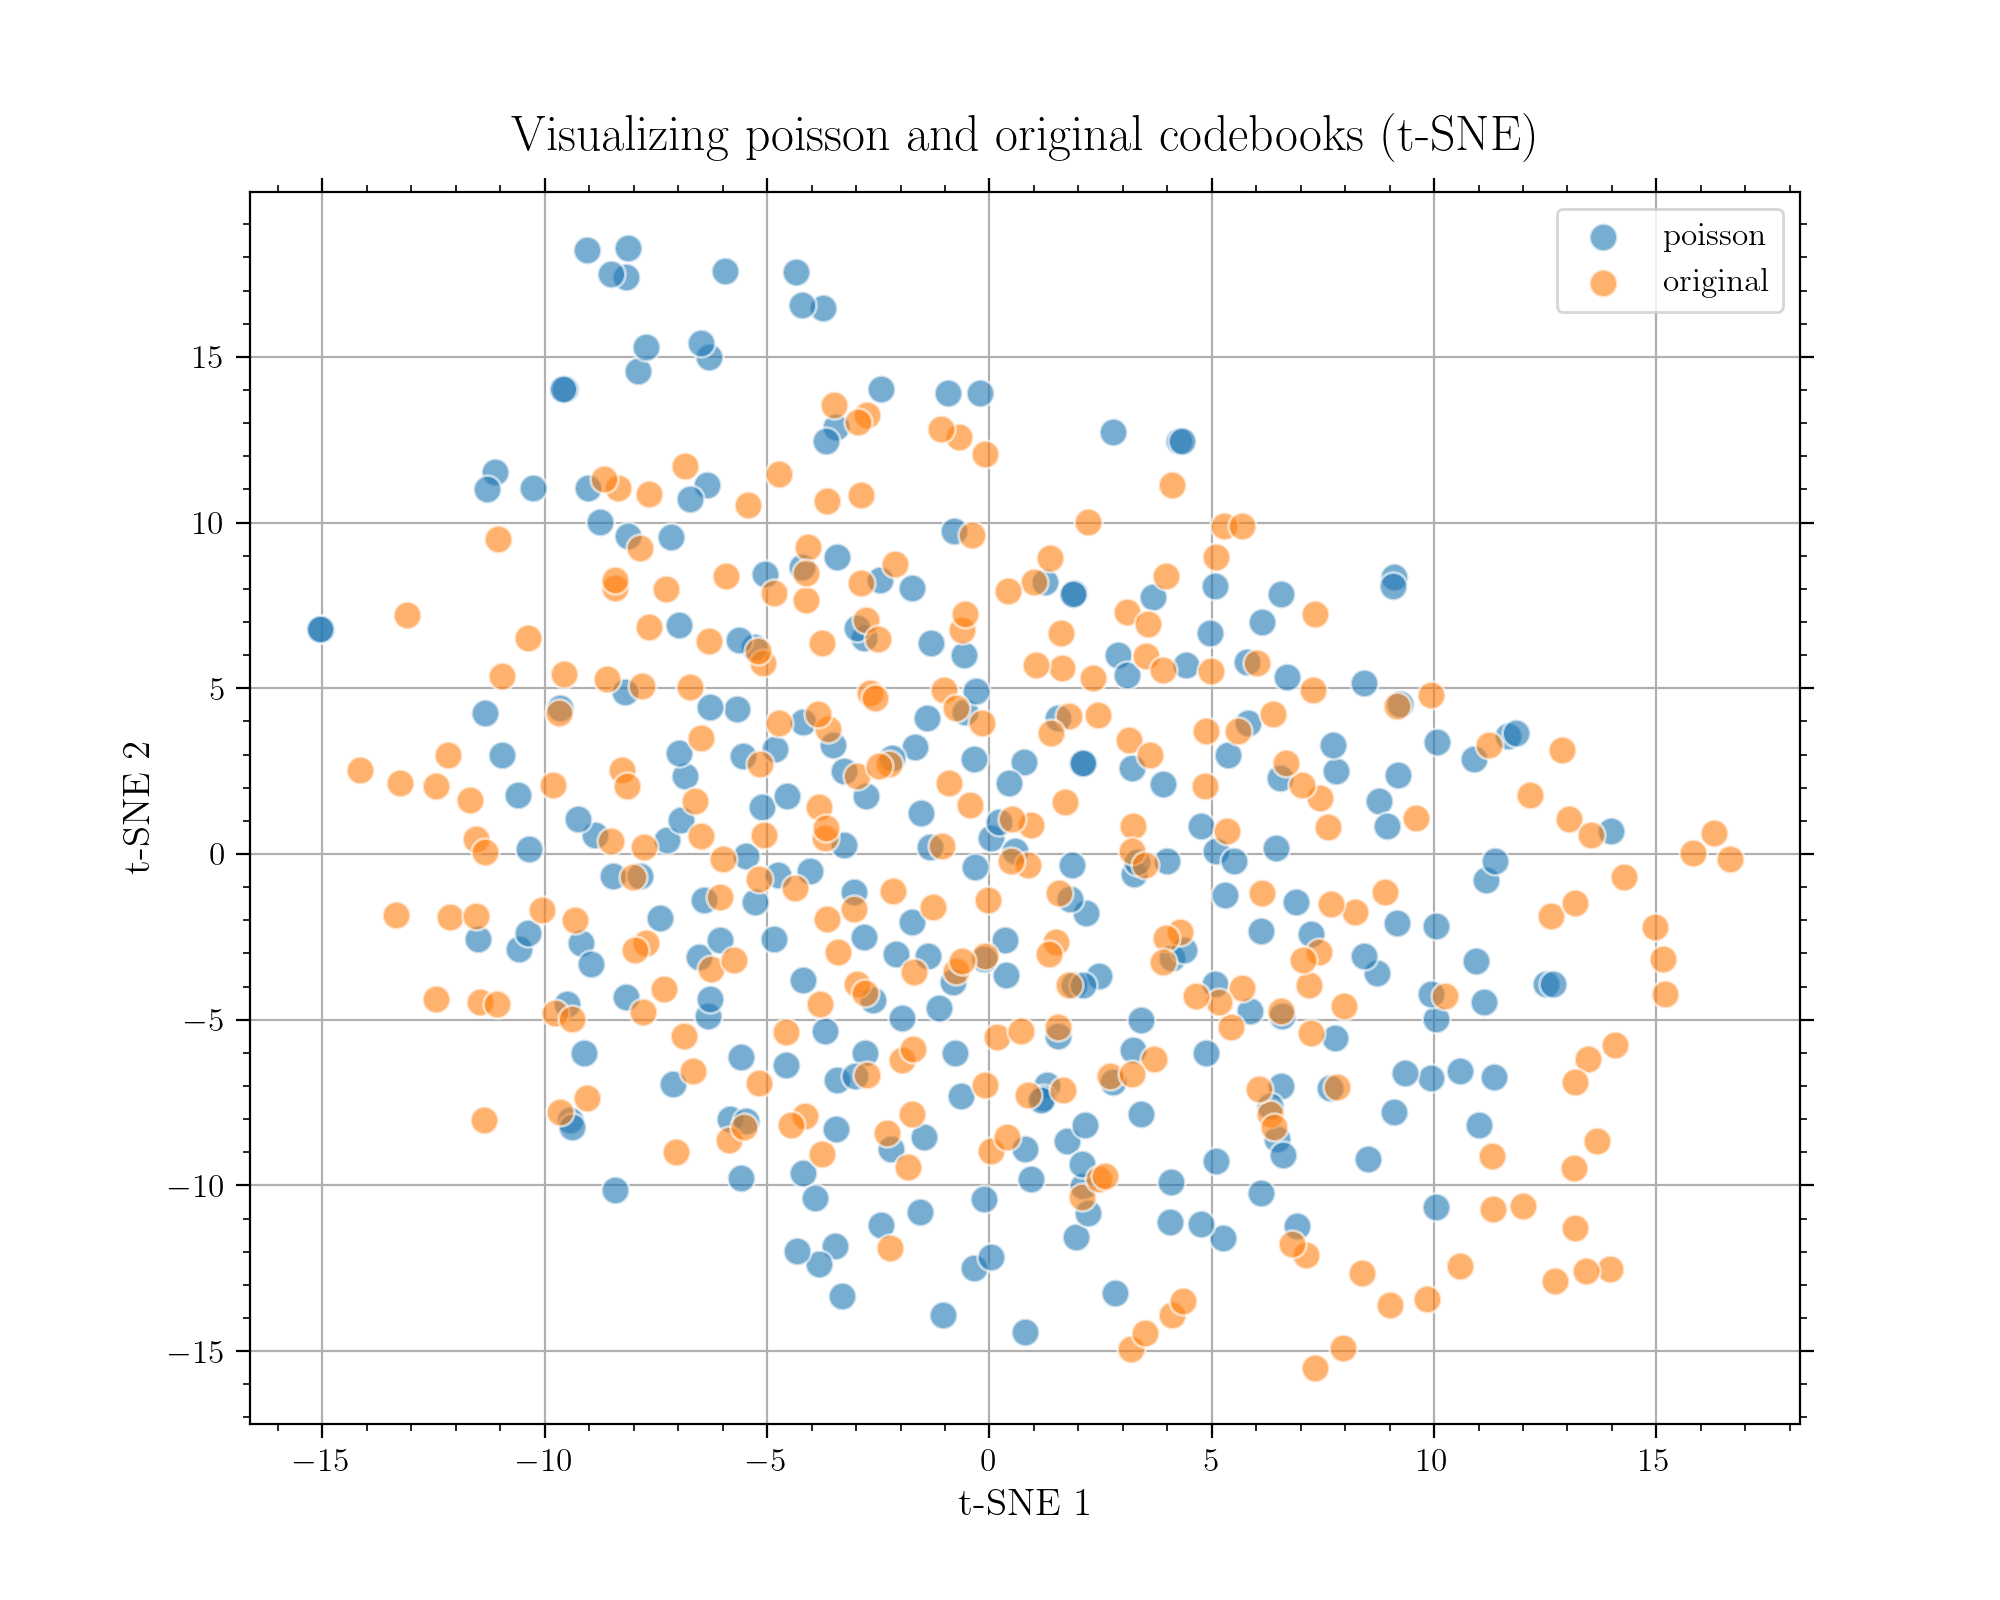 Visualizing poisson and original codebooks (t-SNE)
poisson
original
15
10
5
0
−5
−10
−15
t-SNE 2
−15
−10
−5
0
5
10
15
t-SNE 1